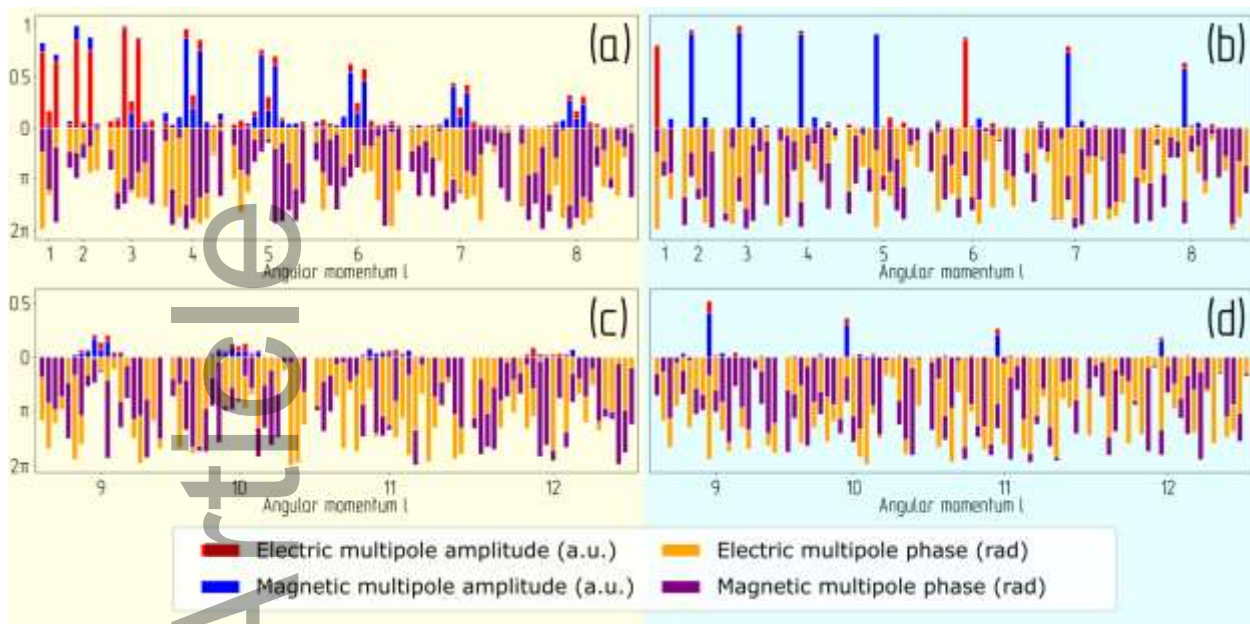 1
0.5
0
π
2π
(a)
1 2 3 4 5 6 7 8
Angular momentum l
(b)
1 2 3 4 5 6 7 8
Angular momentum l
0.5
0
π
2π
(c)
9 10 11 12
Angular momentum l
(d)
9 10 11 12
Angular momentum l
Electric multipole amplitude (a.u.)
Electric multipole phase (rad)
Magnetic multipole amplitude (a.u.)
Magnetic multipole phase (rad)
Article